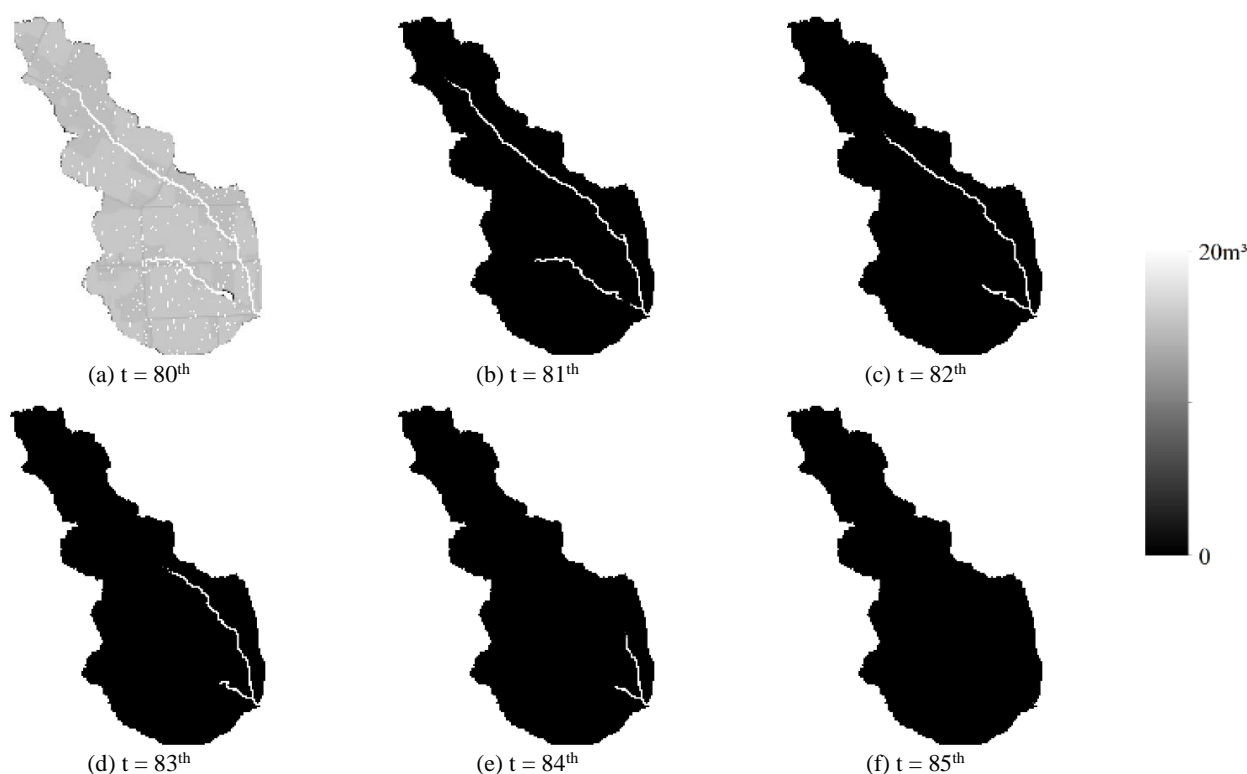 (a) t = 80th
(b) t = 81th
(c) t = 82th
20m³
0
(d) t = 83th
(e) t = 84th
(f) t = 85th